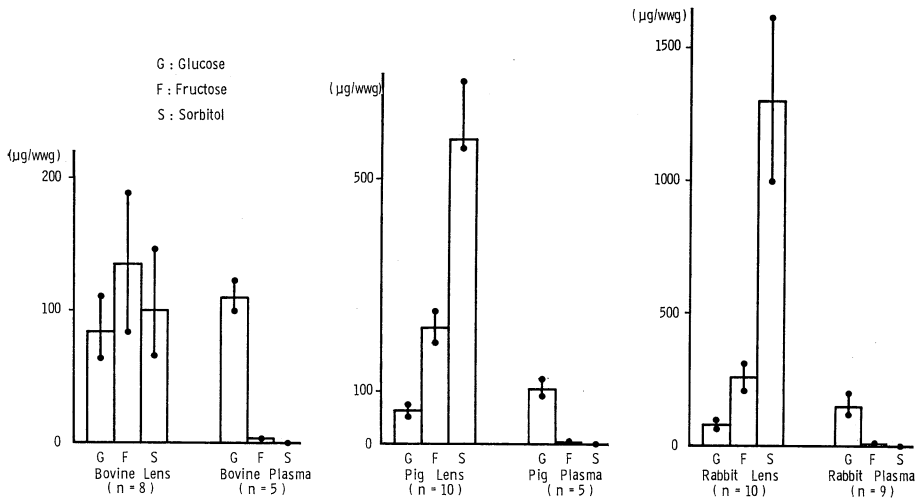 G : Glucose
F : Fructose
S : Sorbitol
(µg/wwg)
200
100
0
G F S
Bovine Lens
( n = 8 )
G F S
Bovine Plasma
( n = 5 )
(µg/wwg)
500
100
0
G F S
Pig Lens
( n = 10 )
G F S
Pig Plasma
( n = 5 )
(µg/wwg)
1500
1000
500
0
G F S
Rabbit Lens
( n = 10 )
G F S
Rabbit Plasma
( n = 9 )